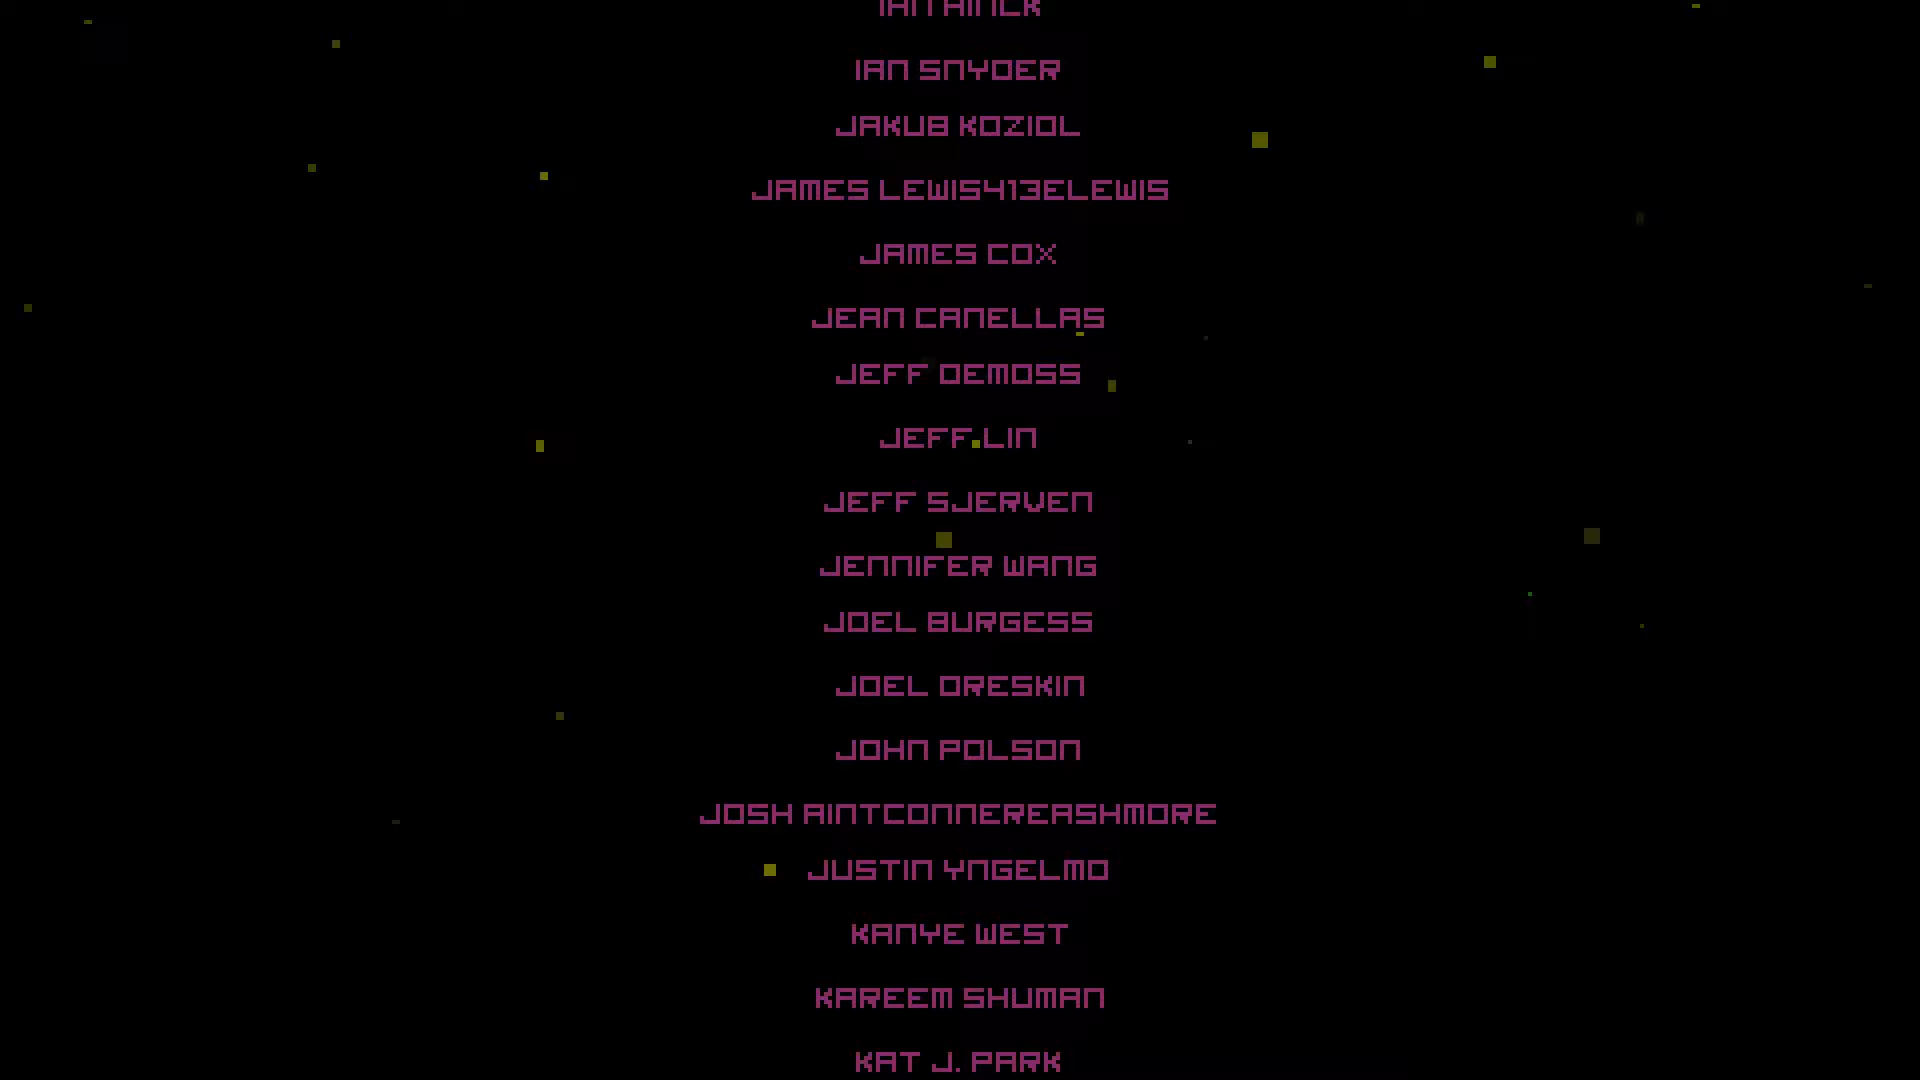 IAN SNYDER
JAKUB KOZIOL
JAMES LEWIS413ELEWIS
JAMES COX
JEAN CANELLAS
JEFF DEMOSS
JEFF LIN
JEFF SJERVEN
JENNIFER WANG
JOEL BURGESS
JOEL DRESKIN
JOHN POLSON
JOSH AINTCONNEREASHMORE
JUSTIN YNGELMO
KANYE WEST
KAREEM SHUMAN
KAT J. PARK